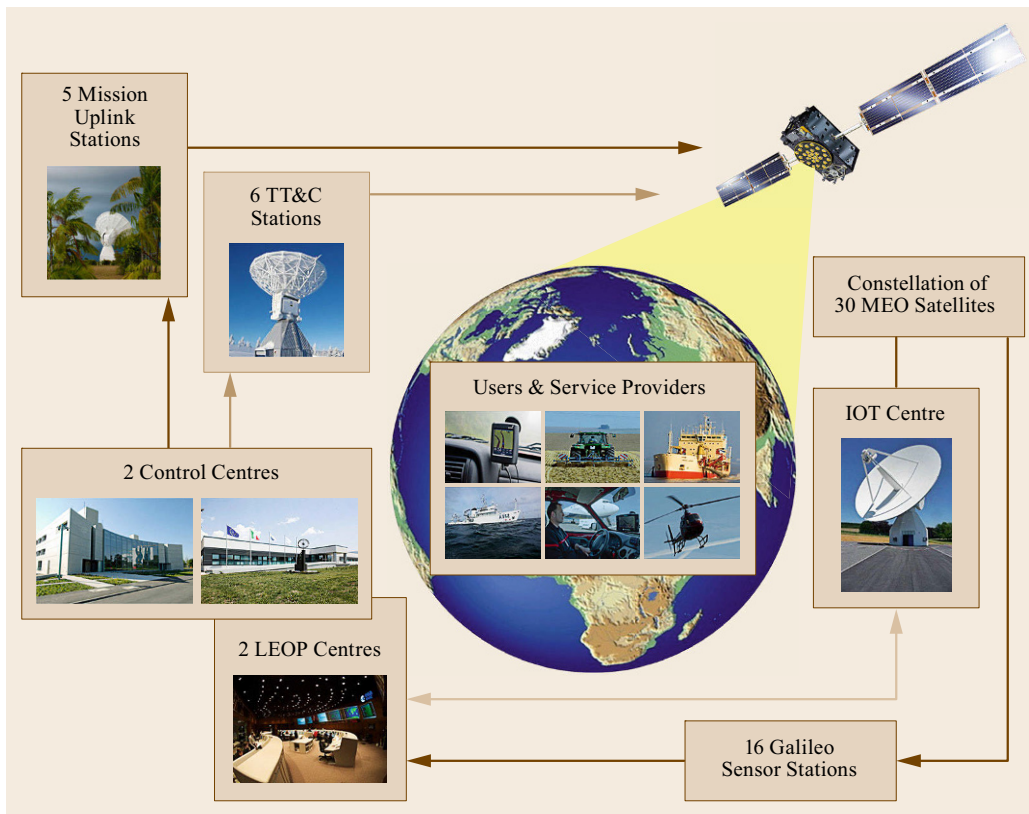 5 Mission
Uplink
Stations
6 TT&C
Stations
Constellation of
30 MEO Satellites
Users & Service Providers
IOT Centre
2 Control Centres
2 LEOP Centres
16 Galileo
Sensor Stations